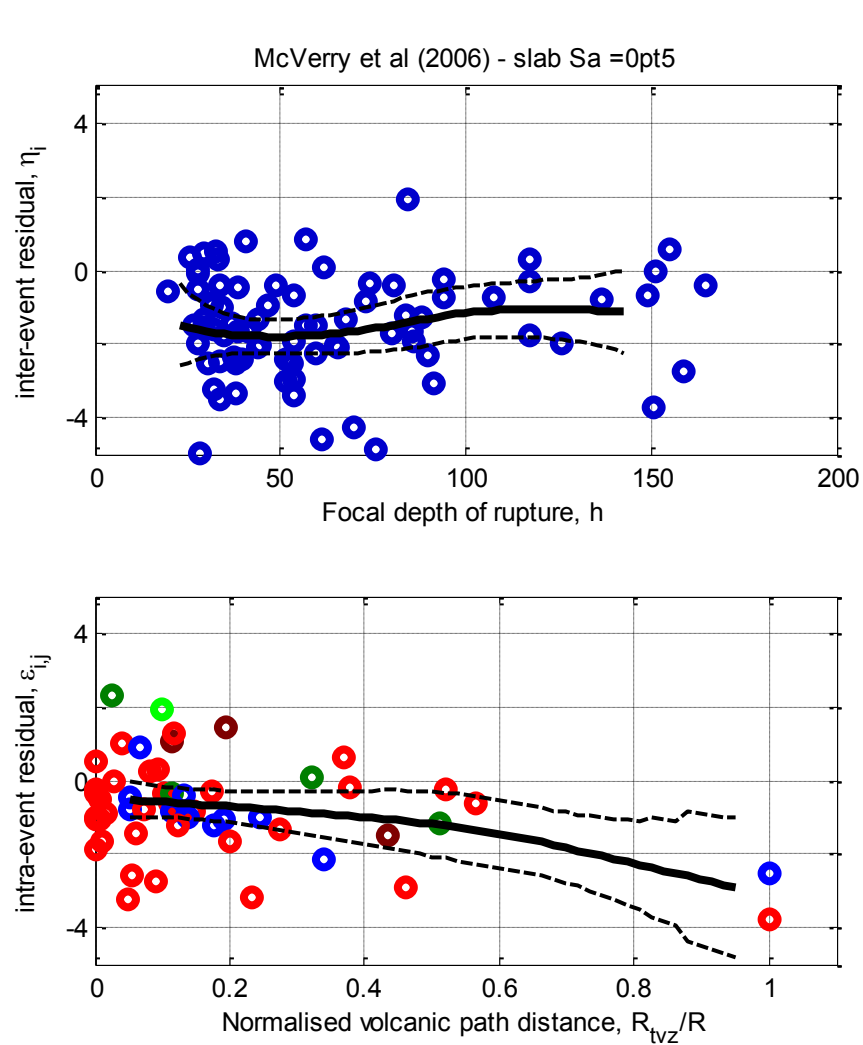 McVerry et al (2006) - slab Sa =0pt5
inter-event residual, η_i
4
0
-4
0 50 100 150 200
Focal depth of rupture, h
intra-event residual, ε_i,j
4
0
-4
0 0.2 0.4 0.6 0.8 1
Normalised volcanic path distance, R_tvz/R